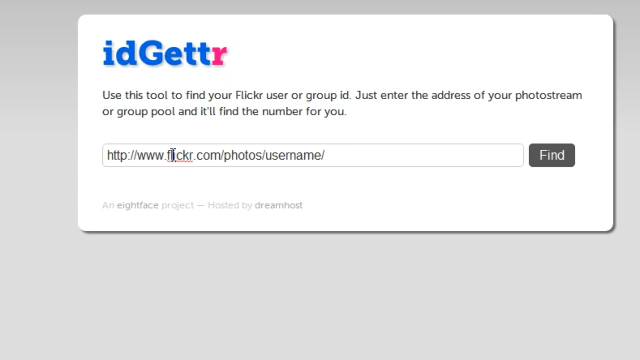 idGettr
Use this tool to find your Flickr user or group id. Just enter the address of your photostream
or group pool and it'll find the number for you.
http://www.flickr.com/photos/username/ Find
An eightface project — Hosted by dreamhost